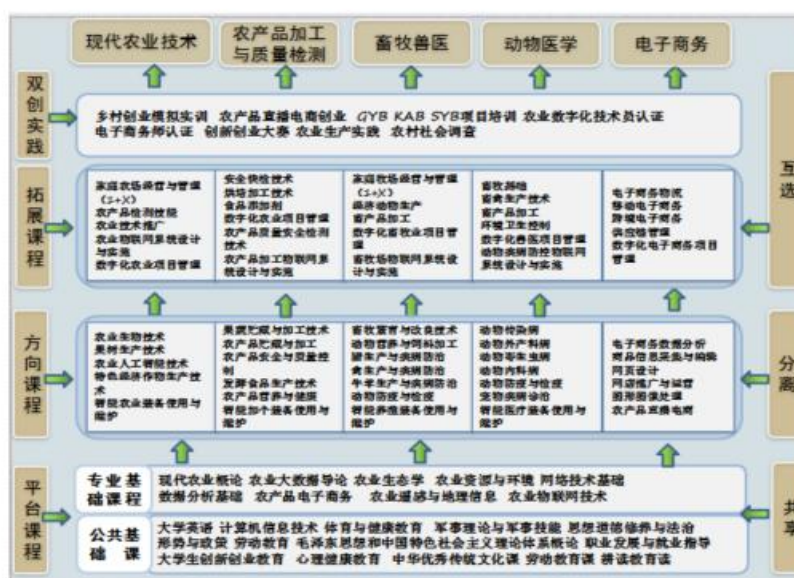 现代农业技术
农产品加工
与质量检测
畜牧兽医
动物医学
电子商务
双创实践
乡村创业模拟实训 农产品直播电商创业 GYB KAB SYB项目培训 农业数字化技术员认证
电子商务师认证 创新创业大赛 农业生产实践 农村社会调查
互选
拓展课程
家庭农场经营与管理
(1+X)
农产品检测技能
农业技术推广
农业物联网系统设计
与实施
数字化农业项目管理
安全快检技术
烘焙加工技术
食品添加剂
数字化农业项目管理
农产品质量安全检测
技术
农产品加工物联网系
统设计与实施
家庭牧场经营与管理
(1+X)
经济动物生产
畜产品加工
数字化畜牧业项目管
理
畜牧场物联网系统设
计与实施
畜牧基础
畜禽生产技术
畜产品加工
环境卫生控制
数字化兽医项目管理
动物疾病防控物联网
系统设计与实施
电子商务物流
移动电子商务
跨境电子商务
供应链管理
数字化电子商务项目
管理
方向课程
农业生物技术
果树生产技术
农业人工智能技术
特色经济作物生产技
术
智能农业装备使用与
维护
果蔬贮藏与加工技术
农产品贮藏与加工
农产品安全与质量控
制
发酵食品生产技术
农产品营养与健康
智能加个装备使用与
维护
畜牧繁育与改良技术
动物营养与饲料加工
猪生产与疾病防治
禽生产与疾病防治
牛羊生产与疾病防治
动物防疫与检疫
智能养殖装备使用与
维护
动物传染病
动物外产科病
动物寄生虫病
动物内科病
动物防疫与检疫
宠物疾病诊治
智能医疗装备使用与
维护
电子商务数据分析
商品信息采集与编辑
网页设计
网店推广与运营
图形图像处理
农产品直播电商
分离
平台课程
专业基
础课程
现代农业概论 农业大数据导论 农业生态学 农业资源与环境 网络技术基础
数据分析基础 农产品电子商务 农业遥感与地理信息 农业物联网技术
公共基
础 课
大学英语 计算机信息技术 体育与健康教育 军事理论与军事技能 思想道德修养与法治
形势与政策 劳动教育 毛泽东思想和中国特色社会主义理论体系概论 职业发展与就业指导
大学生创新创业教育 心理健康教育 中华优秀传统文化课 劳动教育课 耕读教育读
共享